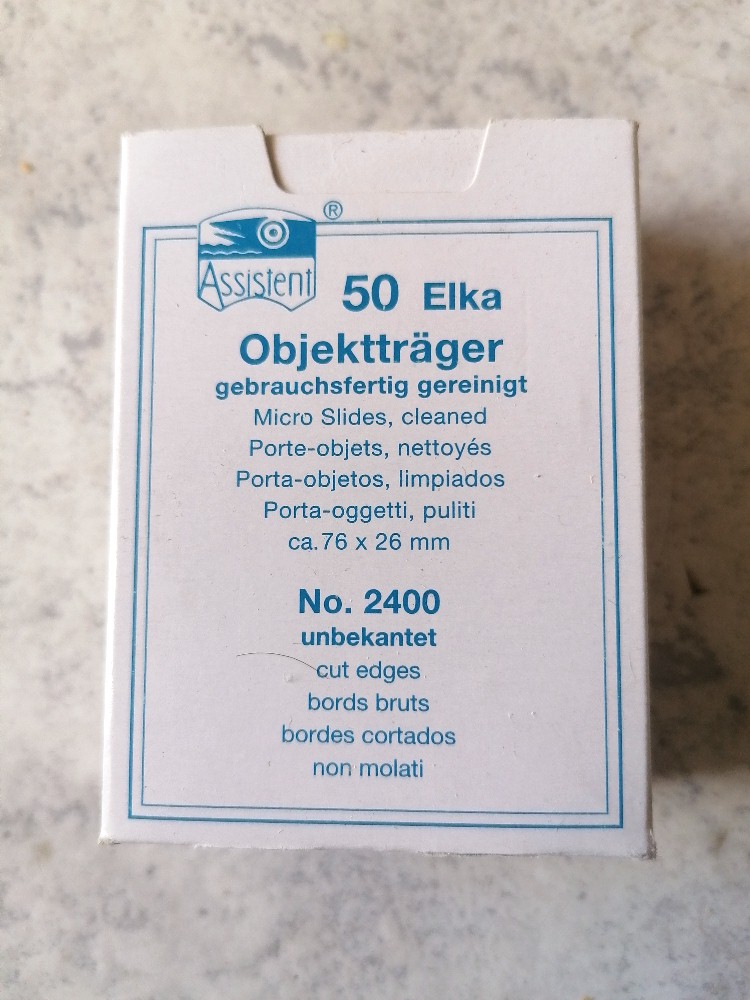 Assistent ®
50 Elka
Objektträger
gebrauchsfertig gereinigt
Micro Slides, cleaned
Porte-objets, nettoyés
Porta-objetos, limpiados
Porta-oggetti, puliti
ca. 76 x 26 mm
No. 2400
unbekantet
cut edges
bords bruts
bordes cortados
non molati